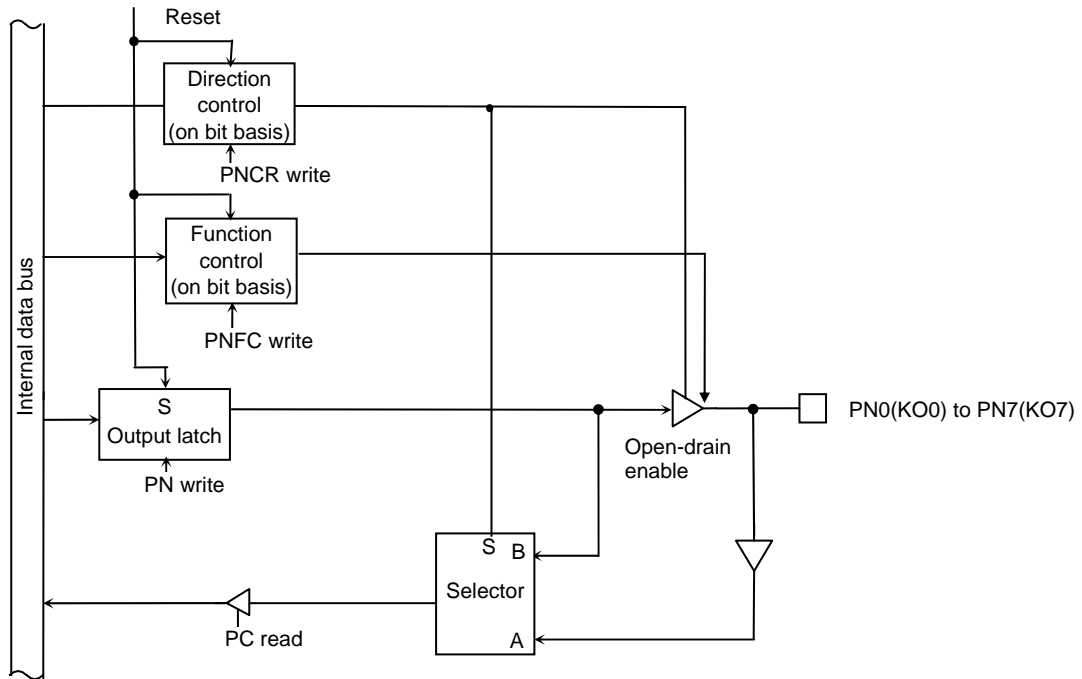 Reset
Direction
control
(on bit basis)
PNCR write
Function
control
(on bit basis)
PNFC write
Internal data bus
S
Output latch
PN write
PN0(KO0) to PN7(KO7)
Open-drain
enable
S B
Selector
A
PC read